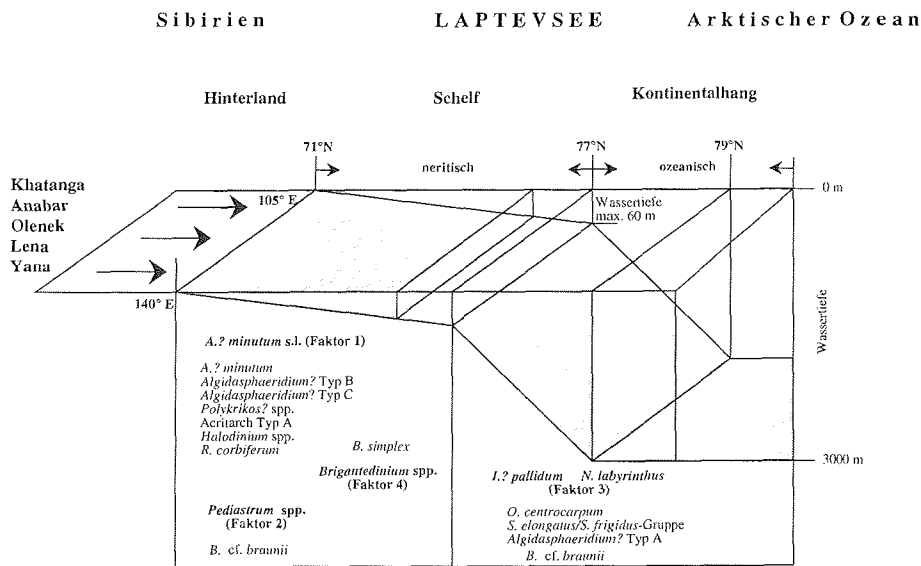 Sibirien LAPTEVSEE Arktischer Ozean
Hinterland Schelf Kontinentalhang
71°N 77°N 79°N
neritisch ozeanisch
Khatanga
Anabar
Olenek
Lena
Yana
105° E
140° E
Wassertiefe
max. 60 m
0 m
Wassertiefe
3000 m
A.? minutum s.l. (Faktor 1)
A.? minutum
Algidasphaeridium? Typ B
Algidasphaeridium? Typ C
Polykrikos? spp.
Acritarch Typ A
Halodinium spp.
R. corbiferum
B. simplex
Brigantedinium spp.
(Faktor 4)
Pediastrum spp.
(Faktor 2)
B. cf. braunii
I.? pallidum N. labyrinthus
(Faktor 3)
O. centrocarpum
S. elongatus/S. frigidus-Gruppe
Algidasphaeridium? Typ A
B. cf. braunii